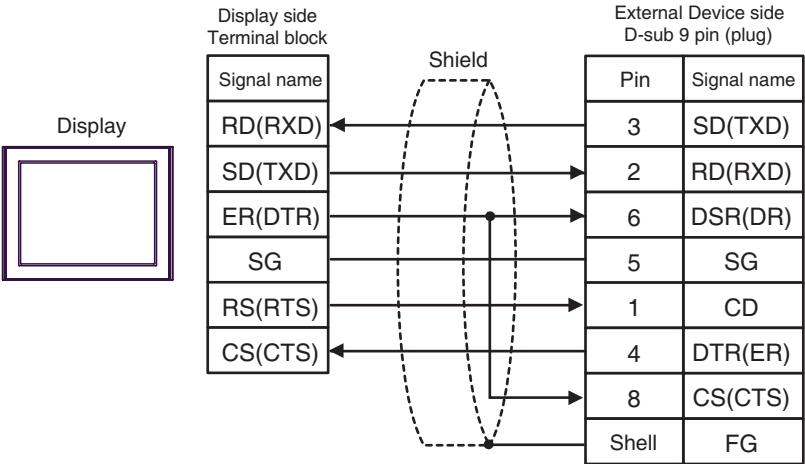 Display side
Terminal block
External Device side
D-sub 9 pin (plug)
Shield
Display
Signal name
Pin Signal name
RD(RXD) 3 SD(TXD)
SD(TXD) 2 RD(RXD)
ER(DTR) 6 DSR(DR)
SG 5 SG
RS(RTS) 1 CD
CS(CTS) 4 DTR(ER)
8 CS(CTS)
Shell FG